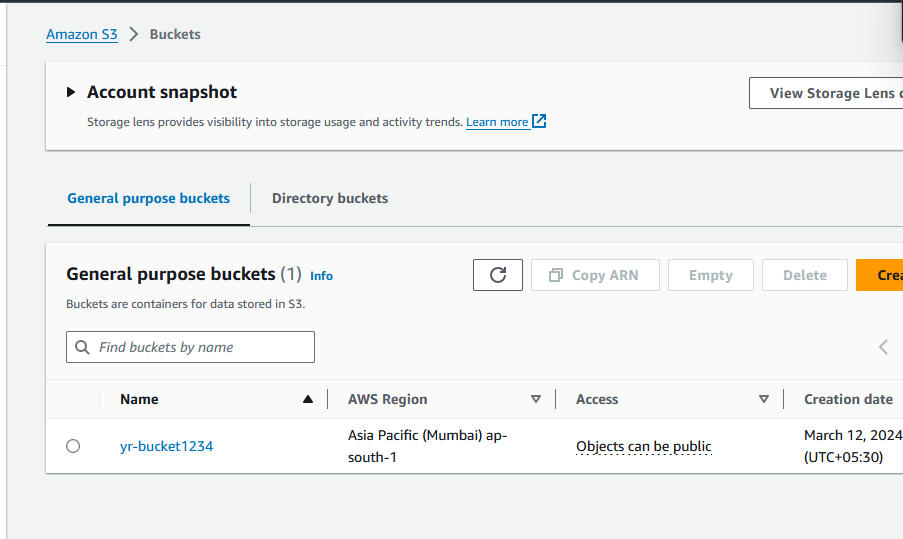 Amazon S3 > Buckets
Account snapshot
View Storage Lens
Storage lens provides visibility into storage usage and activity trends. Learn more
General purpose buckets
Directory buckets
General purpose buckets (1) Info
Copy ARN
Empty
Delete
Buckets are containers for data stored in S3.
Find buckets by name
Name
AWS Region
Access
Creation date
yr-bucket1234
Asia Pacific (Mumbai) ap-
south-1
Objects can be public
March 12, 2024
(UTC+05:30)